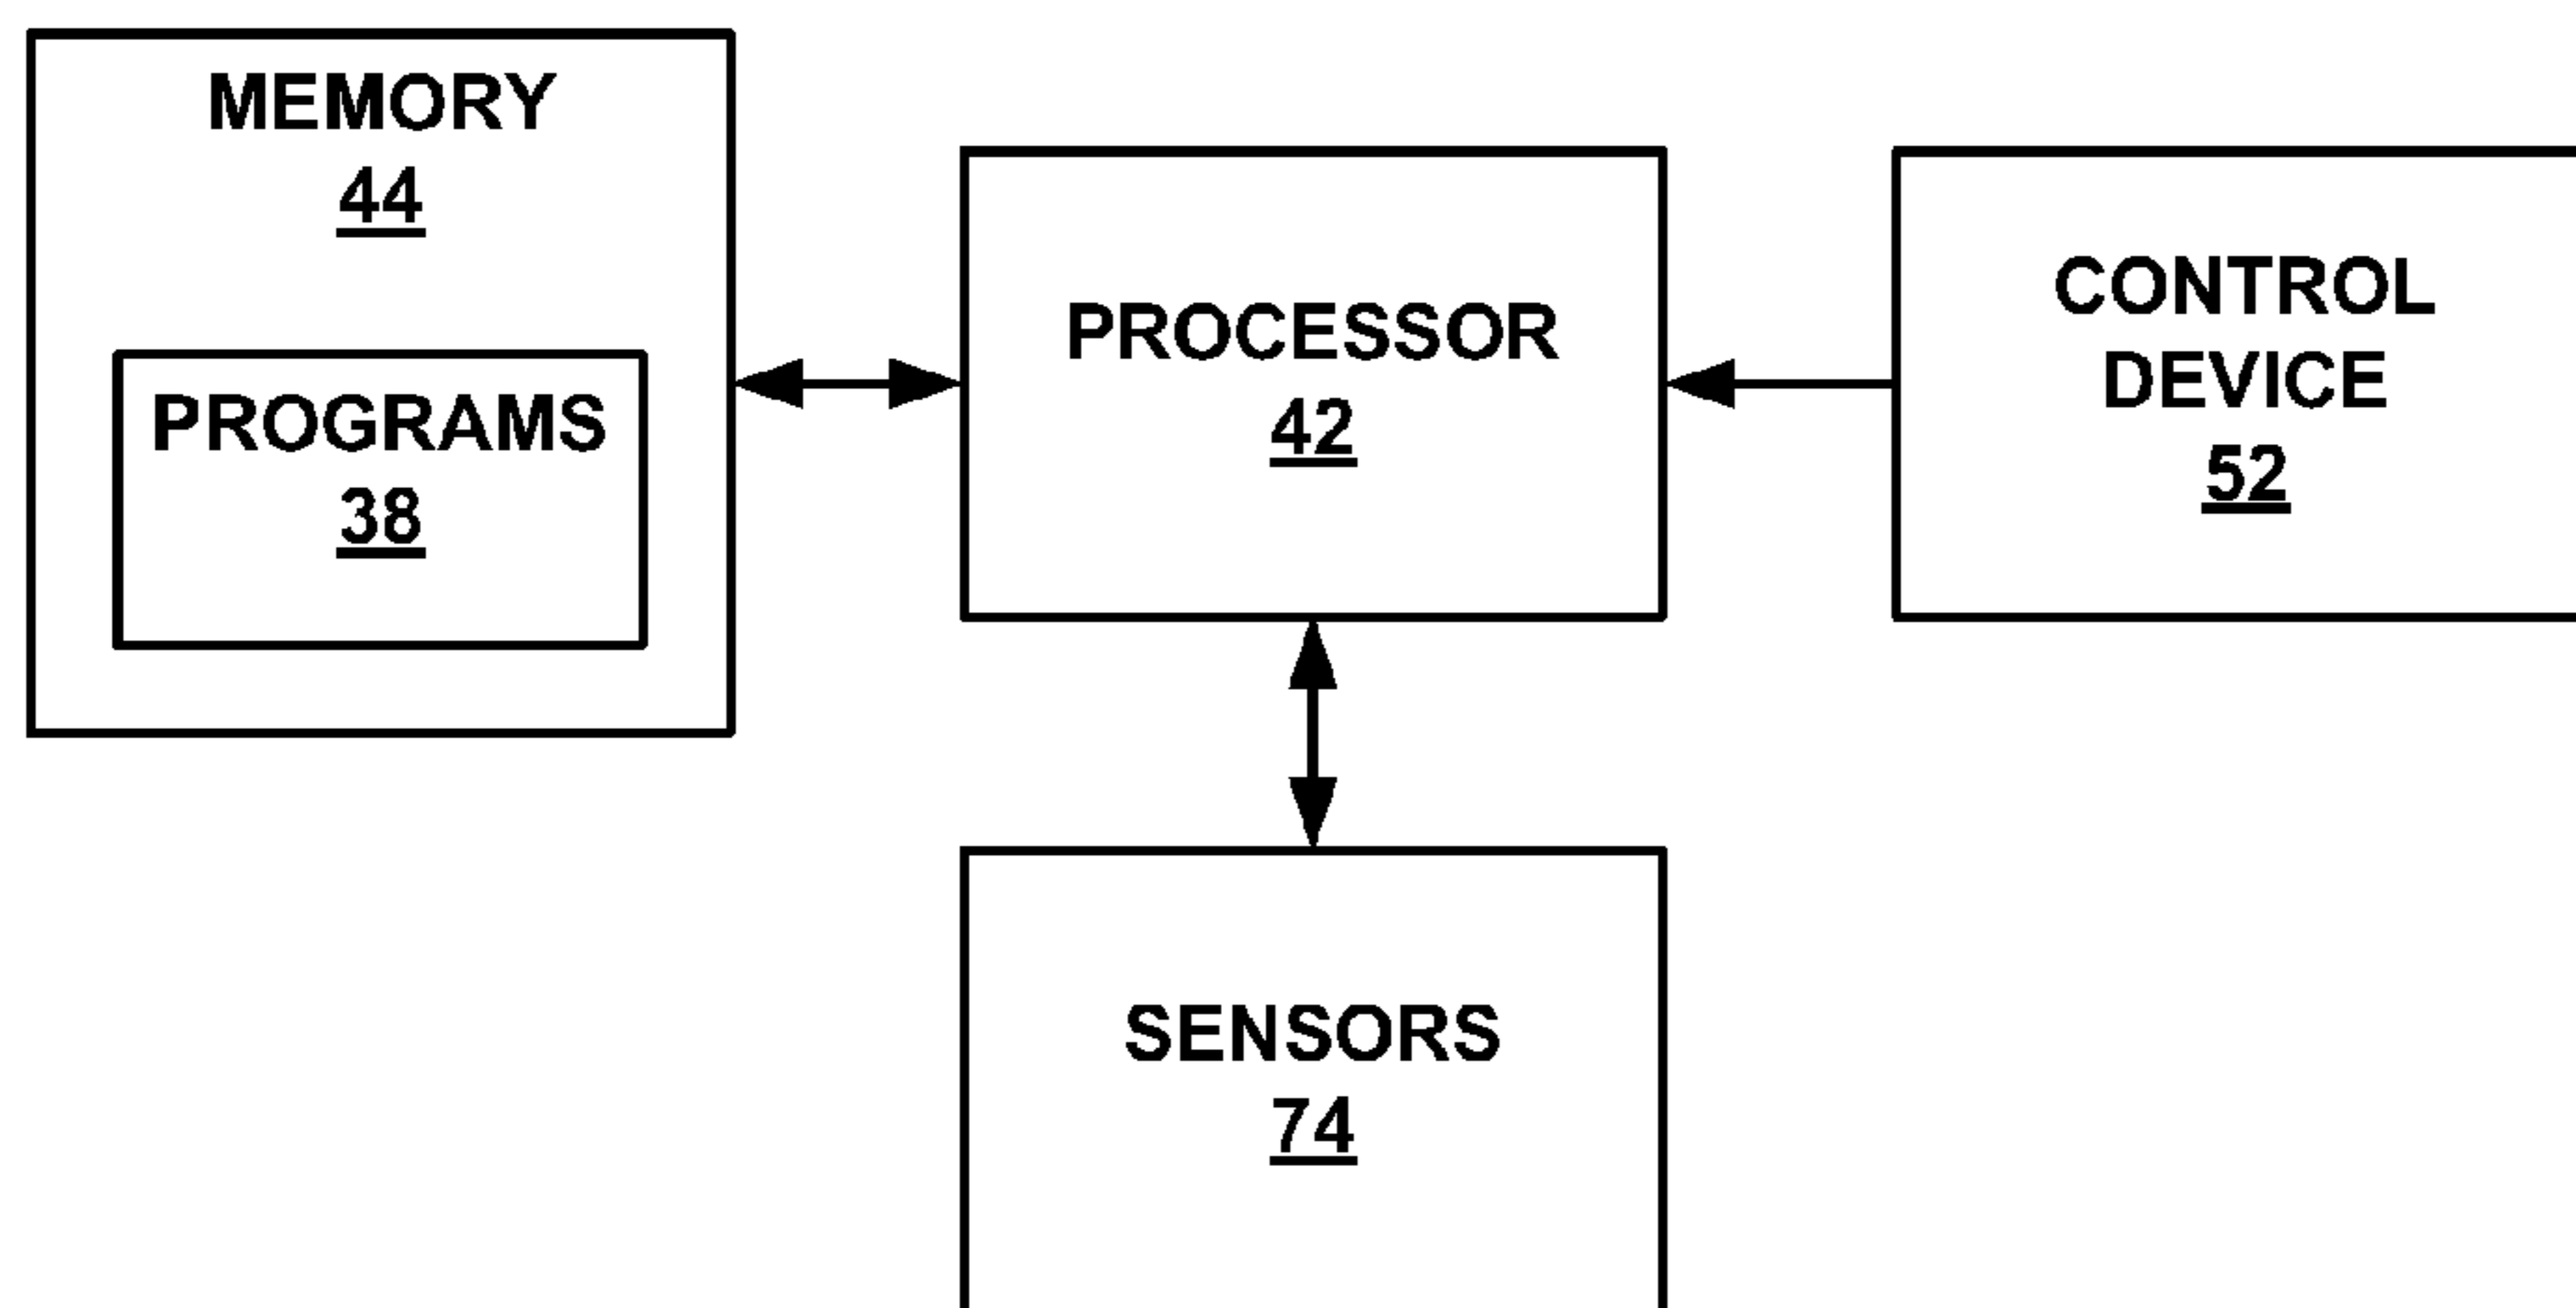 MEMORY
44
PROGRAMS
38
PROCESSOR
42
CONTROL
DEVICE
52
SENSORS
74